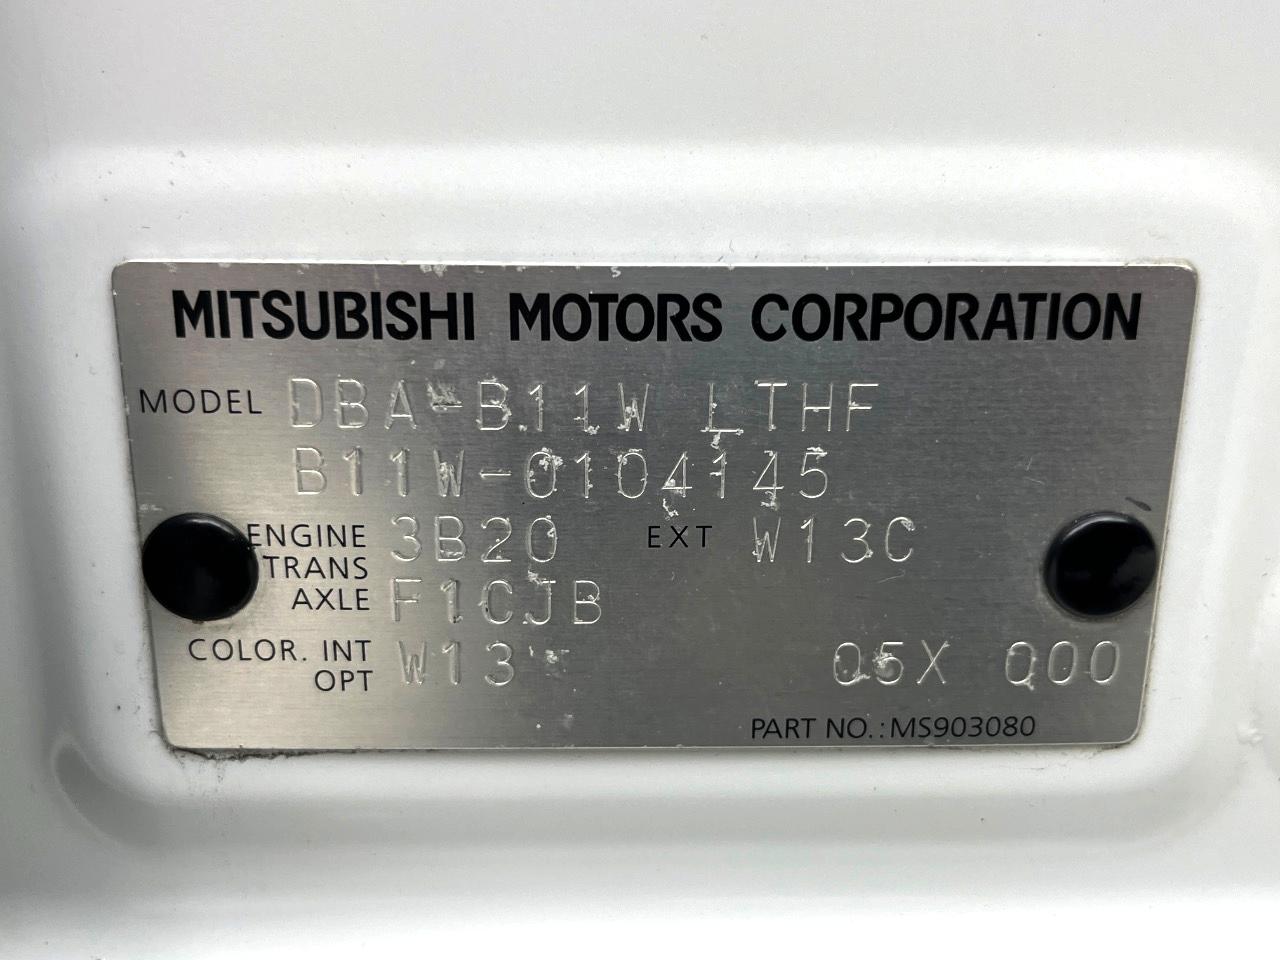 MITSUBISHI MOTORS CORPORATION
MODEL DBA-B11W LTHF
B11W-0104145
ENGINE 3B20 EXT W13C
TRANS
AXLE F1CJB
COLOR. INT W13 05X 000
OPT
PART NO.: MS903080